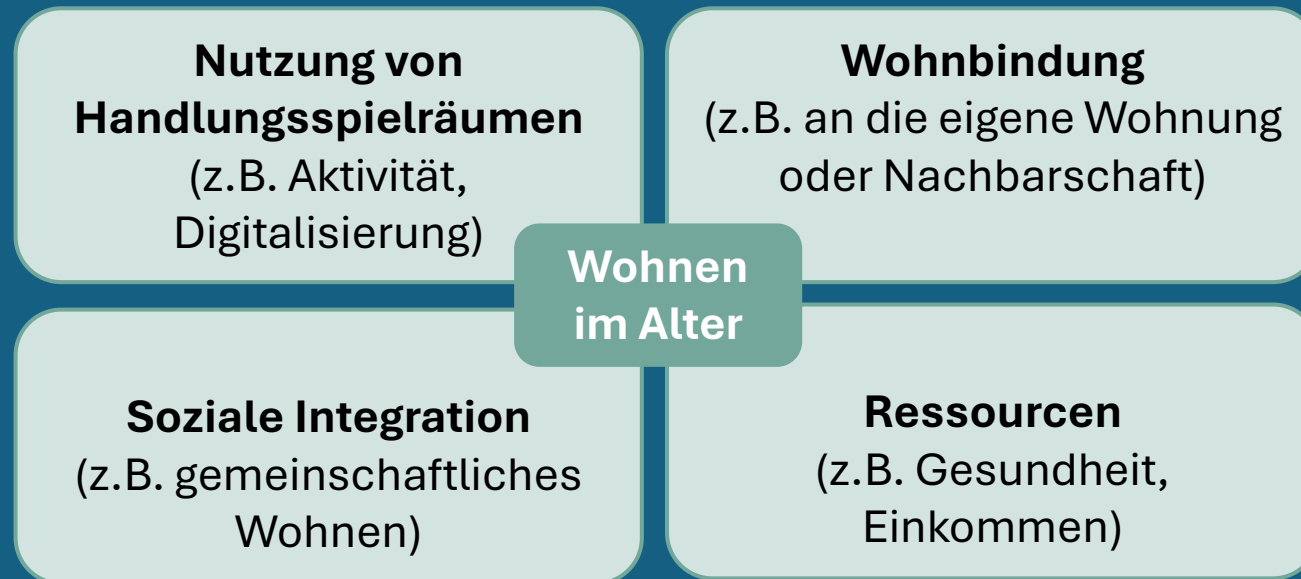 Nutzung von
Handlungsspielräumen
(z.B. Aktivität,
Digitalisierung)
Wohnbindung
(z.B. an die eigene Wohnung
oder Nachbarschaft)
Wohnen
im Alter
Soziale Integration
(z.B. gemeinschaftliches
Wohnen)
Ressourcen
(z.B. Gesundheit,
Einkommen)